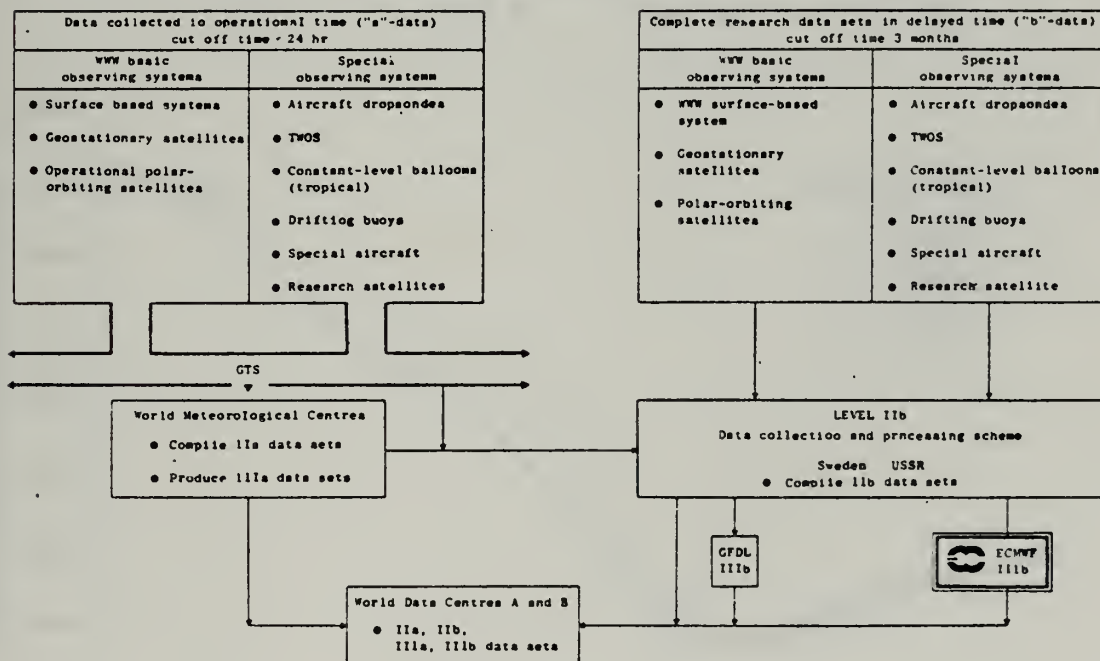 Data collected in operational time ("a"-data)
cut off time - 24 hr
WWW basic
observing systems
Special
observing systems
● Surface based systems
● Geostationary satellites
● Operational polar-
orbiting satellites
● Aircraft dropsondes
● TWOS
● Constant-level balloons
(tropical)
● Drifting buoys
● Special aircraft
● Research satellites
Complete research data sets in delayed time ("b"-data)
cut off time 3 months
WWW basic
observing systems
Special
observing systems
● WWW surface-based
system
● Geostationary
satellites
● Polar-orbiting
satellites
● Aircraft dropsondes
● TWOS
● Constant-level balloons
(tropical)
● Drifting buoys
● Special aircraft
● Research satellite
GTS
World Meteorological Centres
● Compile IIa data sets
● Produce IIIa data sets
LEVEL IIb
Data collection and processing scheme
Sweden USSR
● Compile IIb data sets
GFDL
IIIb
ECMWF
IIIb
World Data Centres A and B
● IIa, IIb,
IIIa, IIIb data sets